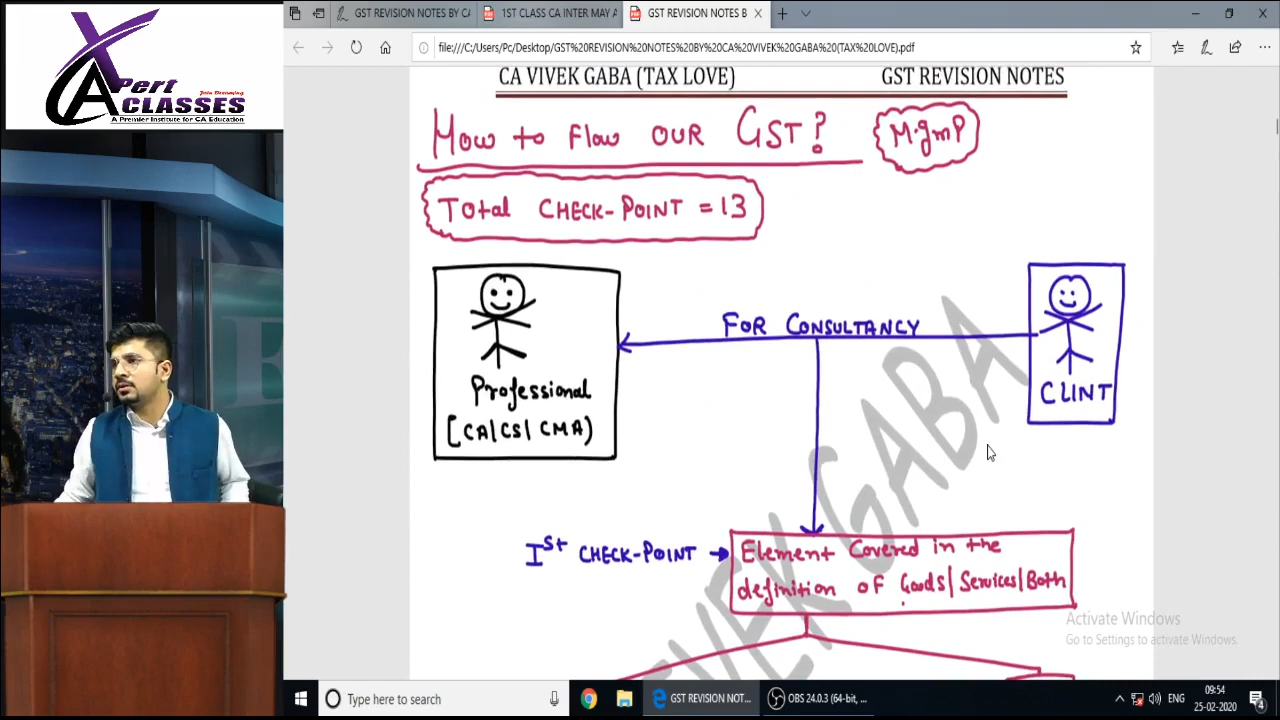 GST REVISION NOTES BY CA
1ST CLASS CA INTER MAY A
GST REVISION NOTES B
file:///C:/Users/Pc/Desktop/GST%20REVISION%20NOTES%20BY%20CA%20VIVEK%20GABA%20(TAX%20LOVE).pdf
XPert
Join Becoming
CA CLASSES
A Premier Institute for CA Education
CA VIVEK GABA (TAX LOVE) GST REVISION NOTES
How to Flow OUR GST? M.gmP
Total CHECK-POINT = 13
FOR CONSULTANCY
Professional
[CA|CS|CMA)
CLINT
Ist CHECK-POINT
Element Covered in the
definition of Goods|Services|Both
VIVEK GABA
Activate Windows
Go to Settings to activate Windows.
Type here to search
GST REVISION NOT...
OBS 24.0.3 (64-bit, ...
ENG
09:54
25-02-2020
4